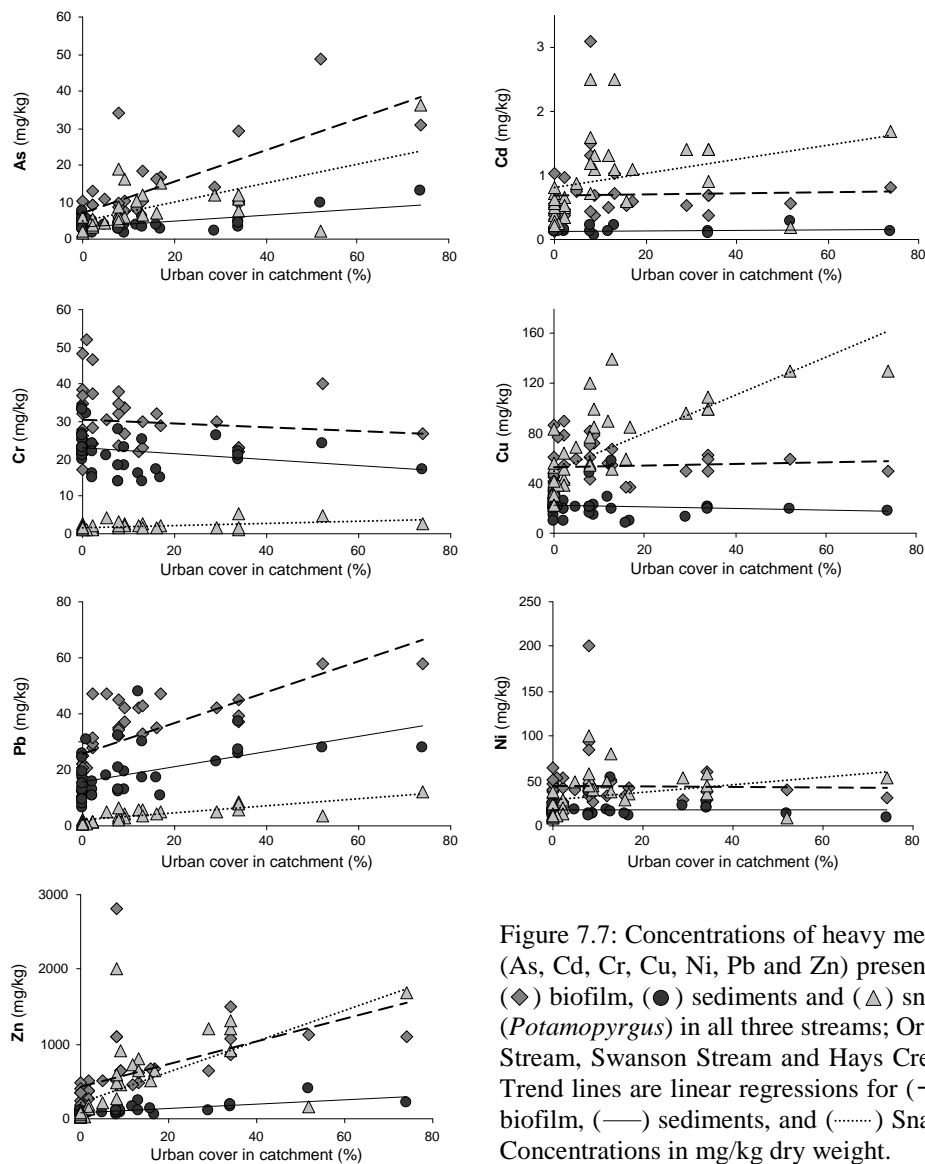 60
50
40
30
20
10
0
As (mg/kg)
0 20 40 60 80
Urban cover in catchment (%)
3
2
1
0
Cd (mg/kg)
0 20 40 60 80
Urban cover in catchment (%)
60
50
40
30
20
10
0
Cr (mg/kg)
0 20 40 60 80
Urban cover in catchment (%)
160
120
80
40
0
Cu (mg/kg)
0 20 40 60 80
Urban cover in catchment (%)
80
60
40
20
0
Pb (mg/kg)
0 20 40 60 80
Urban cover in catchment (%)
250
200
150
100
50
0
Ni (mg/kg)
0 20 40 60 80
Urban cover in catchment (%)
3000
2000
1000
0
Zn (mg/kg)
0 20 40 60 80
Urban cover in catchment (%)
Figure 7.7: Concentrations of heavy me
(As, Cd, Cr, Cu, Ni, Pb and Zn) presen
(◆) biofilm, (●) sediments and (△) sn
(Potamopyrgus) in all three streams; Or
Stream, Swanson Stream and Hays Cre
Trend lines are linear regressions for (-
biofilm, (——) sediments, and (········) Sna
Concentrations in mg/kg dry weight.